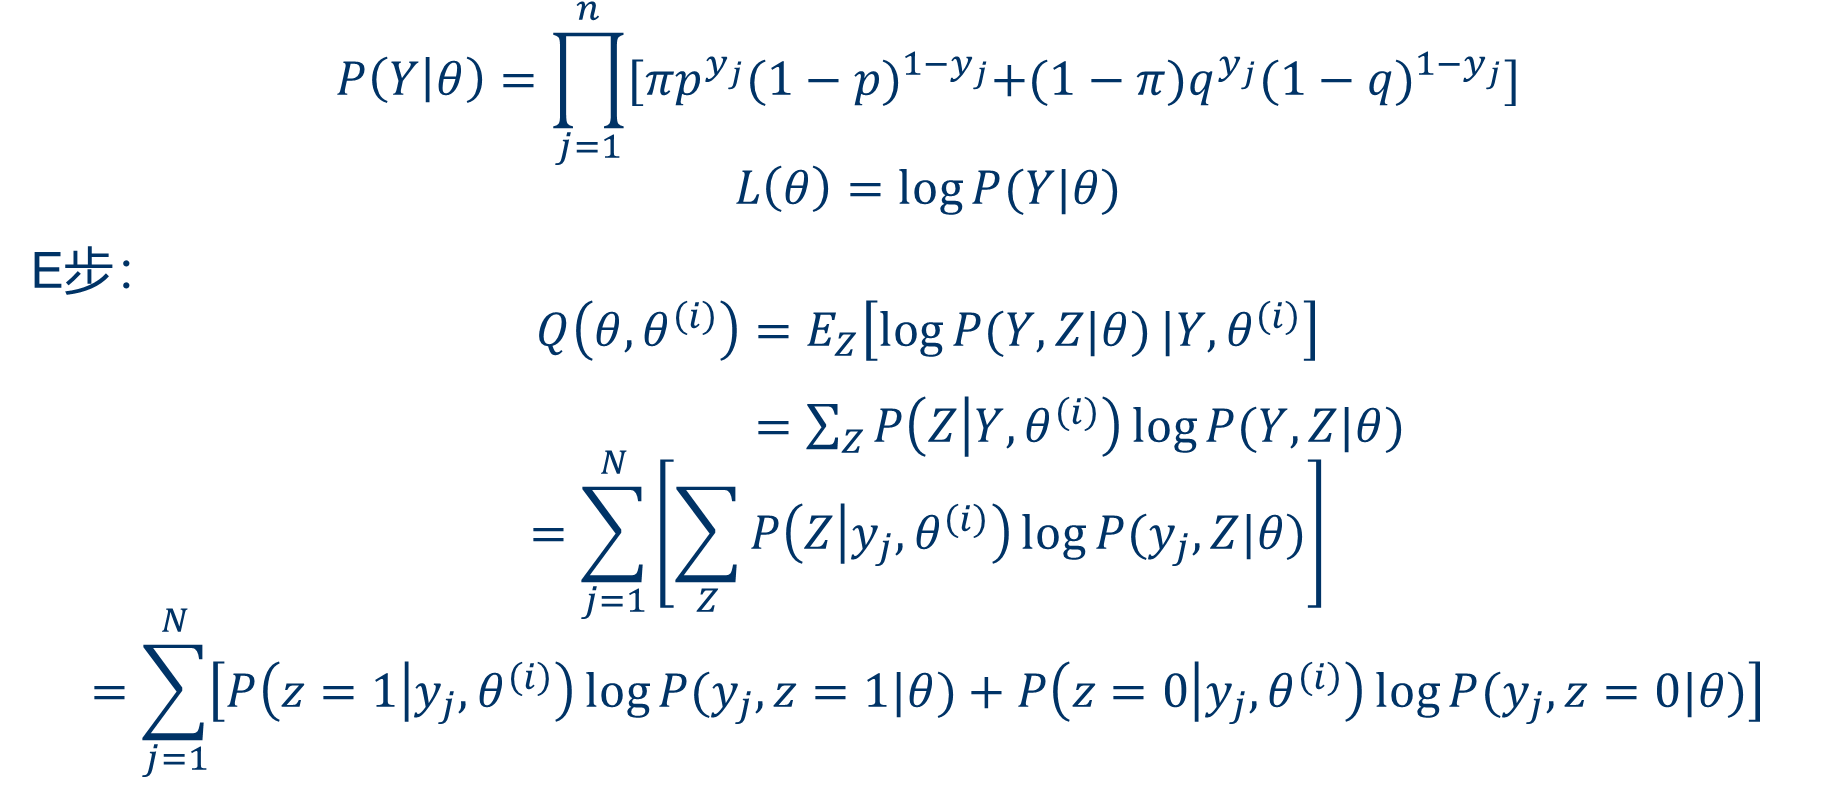 P(Y|θ) = ∏_{j=1}^{n} [πp^{y_j}(1 − p)^{1−y_j}+(1 − π)q^{y_j}(1 − q)^{1−y_j}]
L(θ) = log P(Y|θ)
E步：
Q(θ, θ^{(i)}) = E_Z[log P(Y, Z|θ) |Y, θ^{(i)}]
= ∑_Z P(Z|Y, θ^{(i)}) log P(Y, Z|θ)
= ∑_{j=1}^{N} [∑_Z P(Z|y_j, θ^{(i)}) log P(y_j, Z|θ)]
= ∑_{j=1}^{N} [P(z = 1|y_j, θ^{(i)}) log P(y_j, z = 1|θ) + P(z = 0|y_j, θ^{(i)}) log P(y_j, z = 0|θ)]